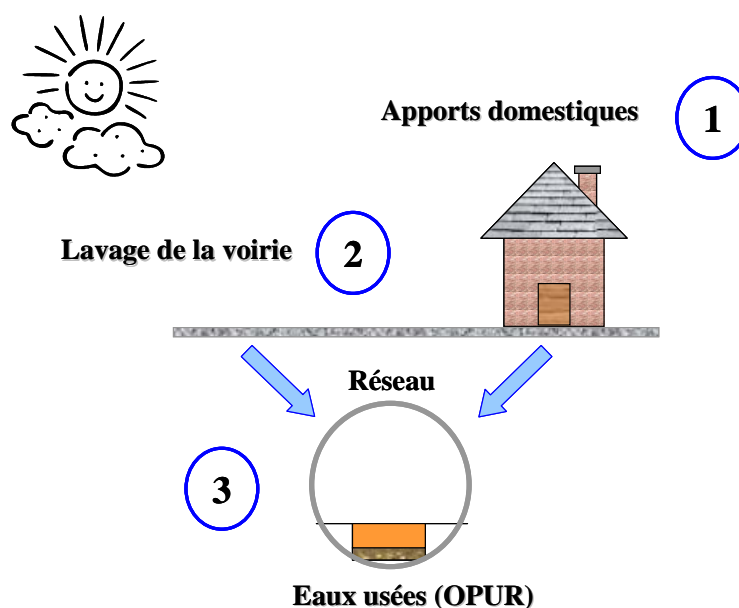 Apports domestiques
1
Lavage de la voirie
2
Réseau
3
Eaux usées (OPUR)